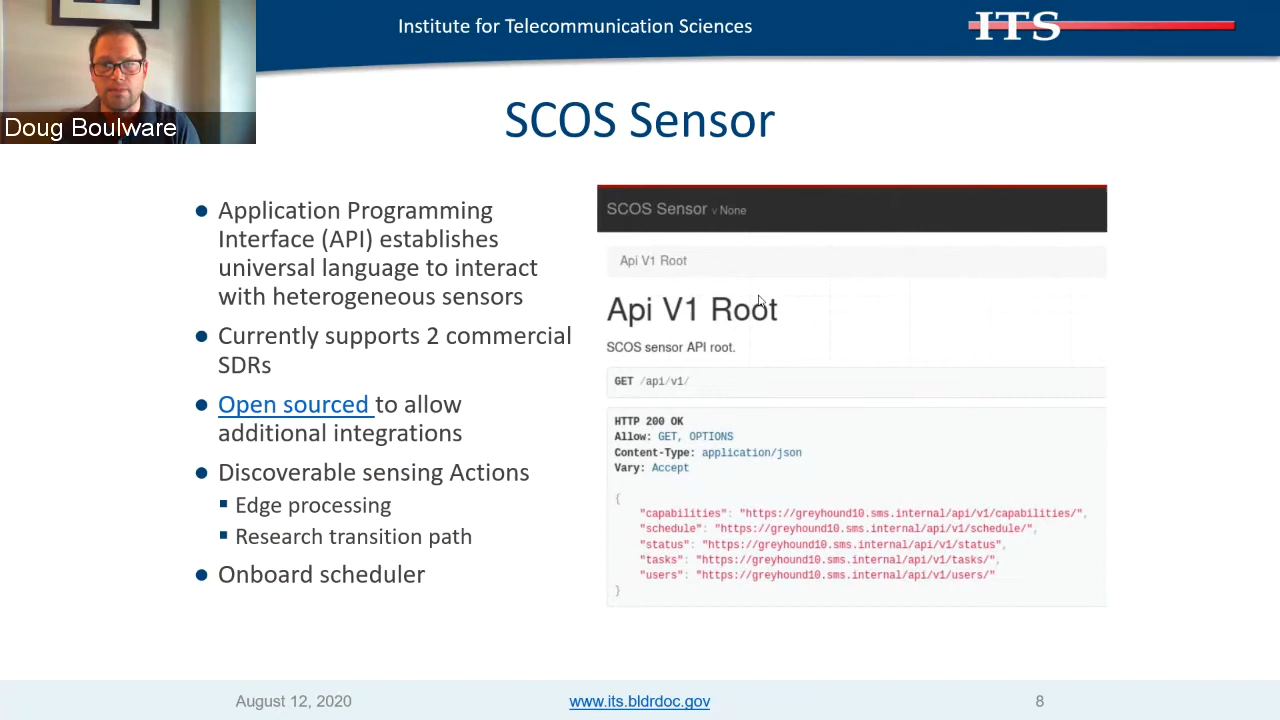 Institute for Telecommunication Sciences
ITS
Doug Boulware
SCOS Sensor
● Application Programming
Interface (API) establishes
universal language to interact
with heterogeneous sensors
● Currently supports 2 commercial
SDRs
● Open sourced to allow
additional integrations
● Discoverable sensing Actions
▪ Edge processing
▪ Research transition path
● Onboard scheduler
SCOS Sensor v None
Api V1 Root
Api V1 Root
SCOS sensor API root.
GET /api/v1/
HTTP 200 OK
Allow: GET, OPTIONS
Content-Type: application/json
Vary: Accept
{
"capabilities": "https://greyhound10.sms.internal/api/v1/capabilities/",
"schedule": "https://greyhound10.sms.internal/api/v1/schedule/",
"status": "https://greyhound10.sms.internal/api/v1/status",
"tasks": "https://greyhound10.sms.internal/api/v1/tasks/",
"users": "https://greyhound10.sms.internal/api/v1/users/"
}
August 12, 2020
www.its.bldrdoc.gov
8